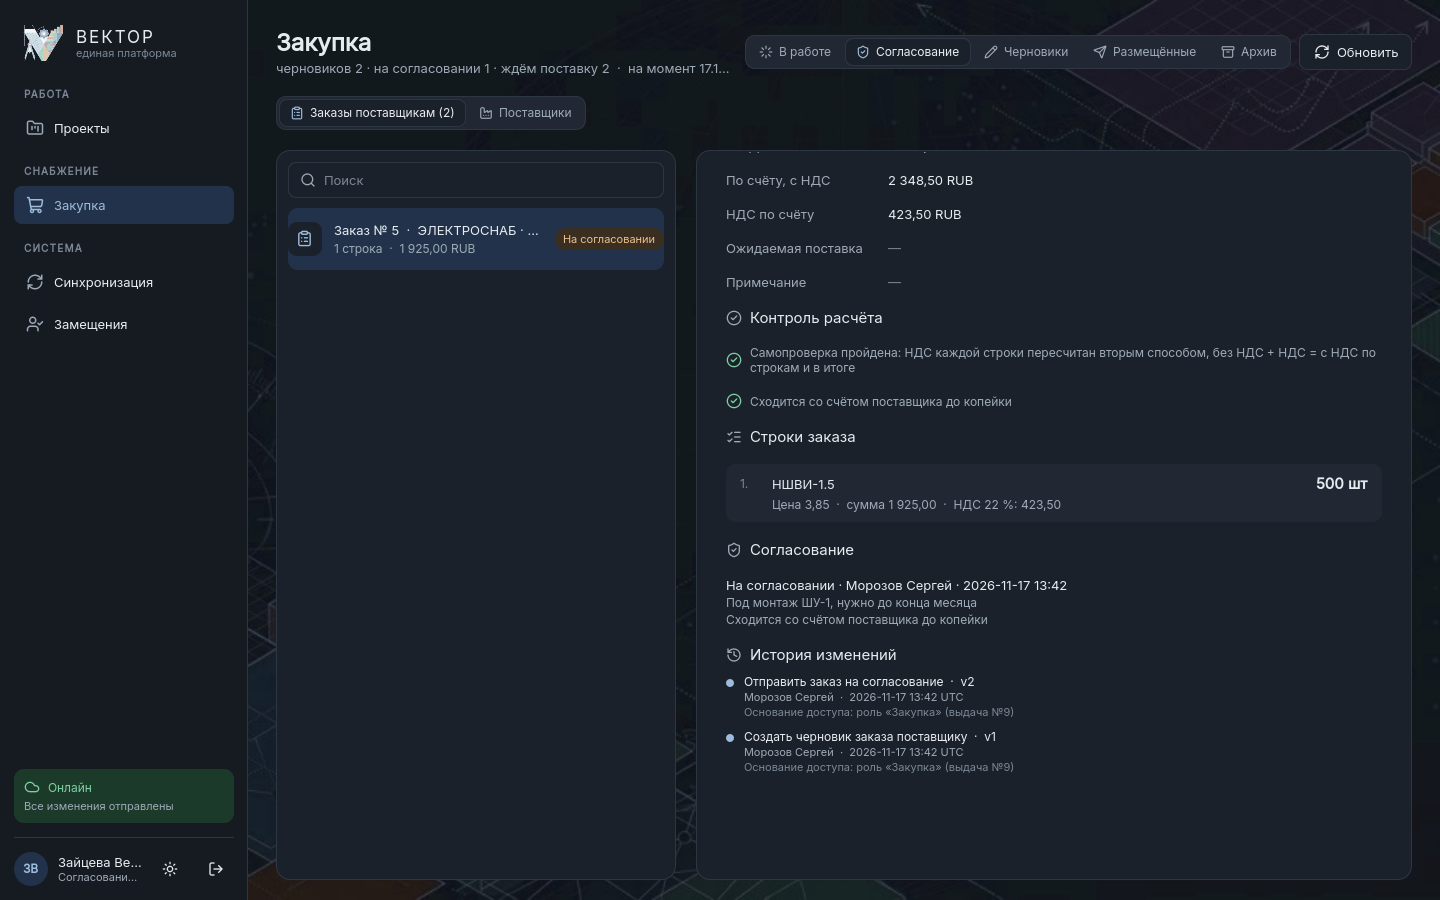 ВЕКТОР
единая платформа
РАБОТА
Проекты
СНАБЖЕНИЕ
Закупка
СИСТЕМА
Синхронизация
Замещения
Онлайн
Все изменения отправлены
ЗВ
Зайцева Ве...
Согласовани...
Закупка
черновиков 2 · на согласовании 1 · ждём поставку 2 · на момент 17.1...
В работе
Согласование
Черновики
Размещённые
Архив
Обновить
Заказы поставщикам (2)
Поставщики
Поиск
Заказ № 5 · ЭЛЕКТРОСНАБ · ...
1 строка · 1 925,00 RUB
На согласовании
По счёту, с НДС 2 348,50 RUB
НДС по счёту 423,50 RUB
Ожидаемая поставка —
Примечание —
Контроль расчёта
Самопроверка пройдена: НДС каждой строки пересчитан вторым способом, без НДС + НДС = с НДС по
строкам и в итоге
Сходится со счётом поставщика до копейки
Строки заказа
1. НШВИ-1.5 500 шт
Цена 3,85 · сумма 1 925,00 · НДС 22 %: 423,50
Согласование
На согласовании · Морозов Сергей · 2026-11-17 13:42
Под монтаж ШУ-1, нужно до конца месяца
Сходится со счётом поставщика до копейки
История изменений
Отправить заказ на согласование · v2
Морозов Сергей · 2026-11-17 13:42 UTC
Основание доступа: роль «Закупка» (выдача №9)
Создать черновик заказа поставщику · v1
Морозов Сергей · 2026-11-17 13:42 UTC
Основание доступа: роль «Закупка» (выдача №9)